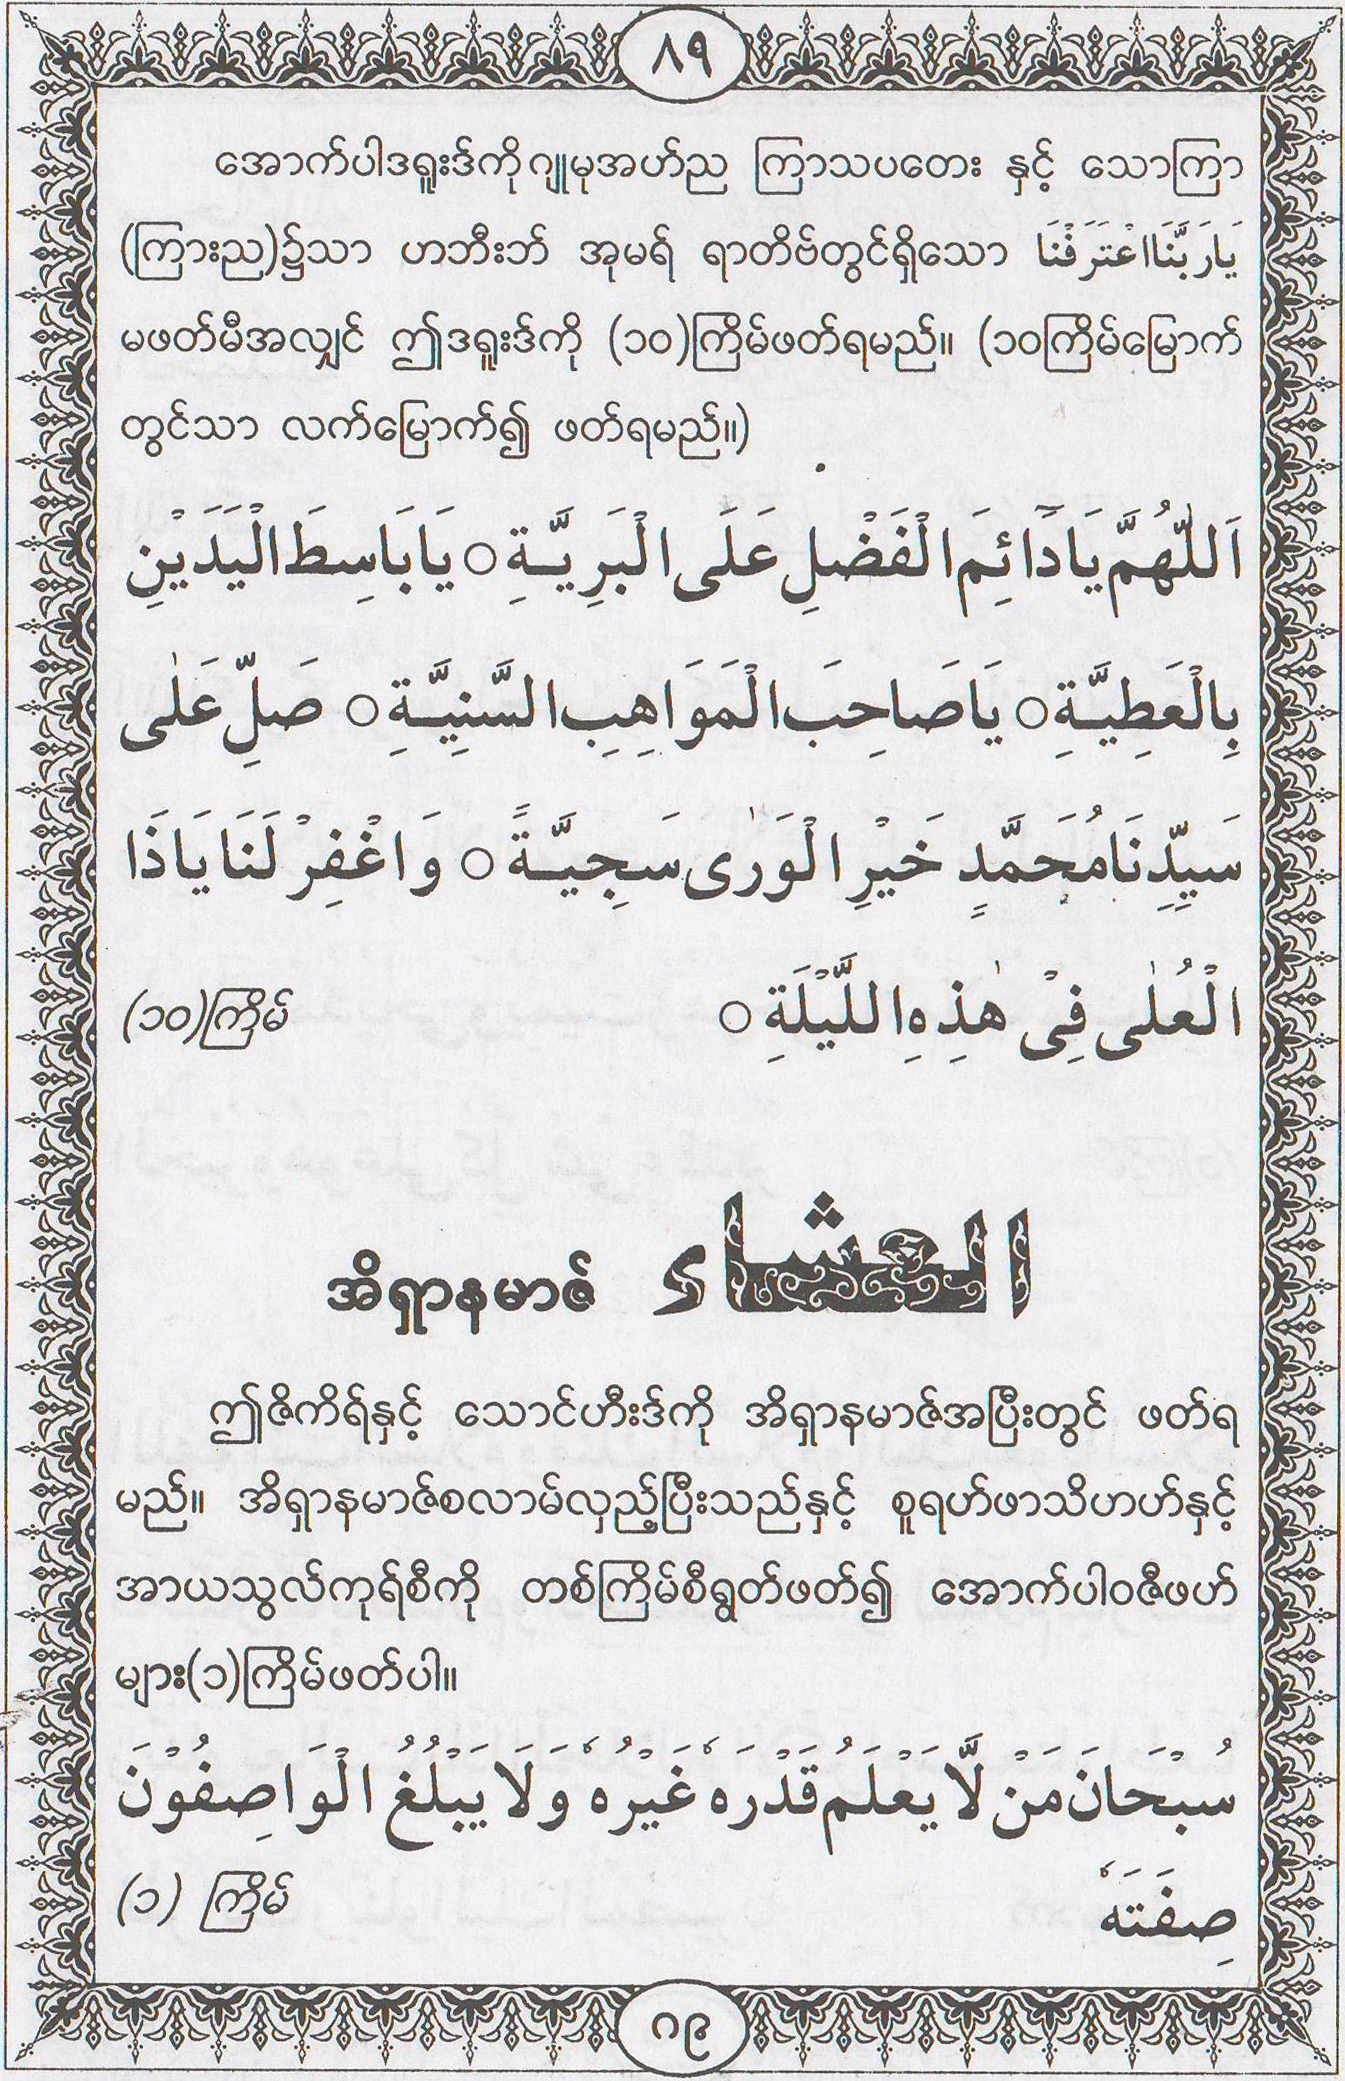 ٨٩
အောက်ပါဒရူးဒ်ကိုဂျုမုအဟ်ည ကြာသပတေး နှင့် သောကြာ
(ကြားည)၌သာ ဟဘီးဘ် အုမရ် ရာတိဗ်တွင်ရှိသော يَارَبَّنَااعْتَرَفْنَا
မဖတ်မီအလျှင် ဤဒရူးဒ်ကို (၁၀)ကြိမ်ဖတ်ရမည်။ (၁၀ကြိမ်မြောက်
တွင်သာ လက်မြောက်၍ ဖတ်ရမည်။)
اَللّٰهُمَّ يَادَآئِمَ الْفَضْلِ عَلَى الْبَرِيَّةِ ○ يَابَاسِطَ الْيَدَيْنِ
بِالْعَطِيَّةِ ○ يَاصَاحِبَ الْمَوَاهِبِ السَّنِيَّةِ ○ صَلِّ عَلٰى
سَيِّدِنَا مُحَمَّدٍ خَيْرِ الْوَرٰى سَجِيَّةً ○ وَاغْفِرْ لَنَا يَاذَا
الْعُلٰى فِىْ هٰذِهِ اللَّيْلَةِ ○ (၁၀)ကြိမ်
အိရှာနမာဇ် العشاء
ဤဇိကိရ်နှင့် သောင်ဟီးဒ်ကို အိရှာနမာဇ်အပြီးတွင် ဖတ်ရ
မည်။ အိရှာနမာဇ်စလာမ်လှည့်ပြီးသည်နှင့် စူရဟ်ဖာသိဟဟ်နှင့်
အာယသွလ်ကုရ်စီကို တစ်ကြိမ်စီရွတ်ဖတ်၍ အောက်ပါဝဇီဖဟ်
များ(၁)ကြိမ်ဖတ်ပါ။
سُبْحَانَ مَنْ لَّا يَعْلَمُ قَدْرَهٗ غَيْرُهٗ وَلَا يَبْلُغُ الْوَاصِفُوْنَ
صِفَتَهٗ (၁) ကြိမ်
၈၉